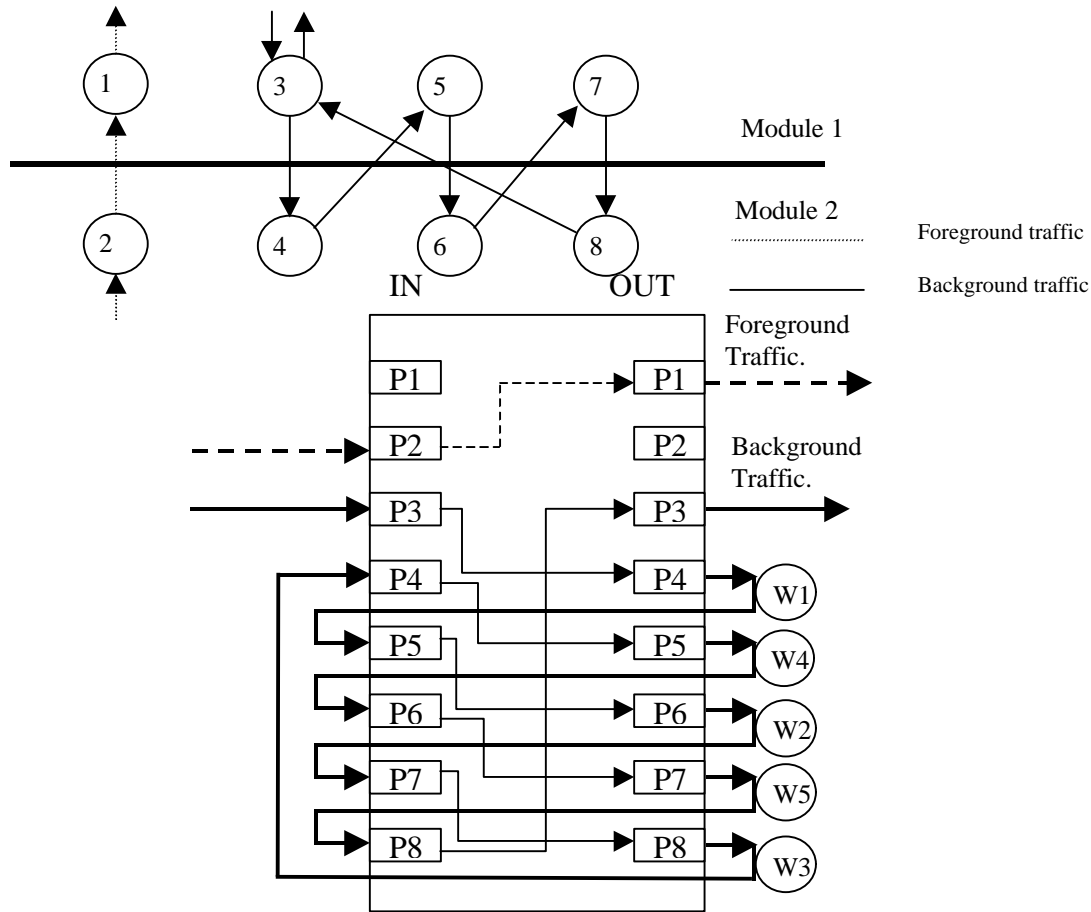 1
3
5
7
Module 1
Module 2
2
4
6
8
Foreground traffic
Background traffic
IN
OUT
Foreground
Traffic.
P1
P1
P2
P2
Background
Traffic.
P3
P3
P4
P4
W1
P5
P5
W4
P6
P6
W2
P7
P7
W5
P8
P8
W3